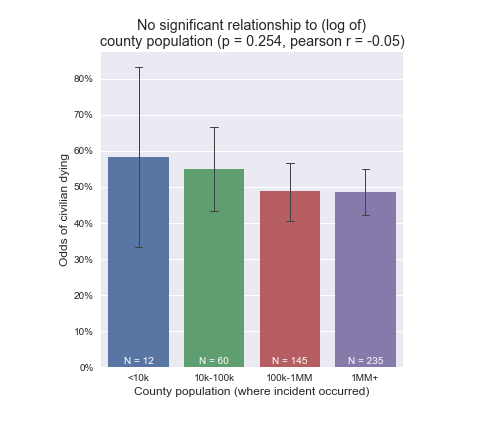 No significant relationship to (log of)
county population (p = 0.254, pearson r = -0.05)
80%
70%
60%
50%
40%
30%
20%
10%
0%
Odds of civilian dying
N = 12
N = 60
N = 145
N = 235
<10k
10k-100k
100k-1MM
1MM+
County population (where incident occurred)